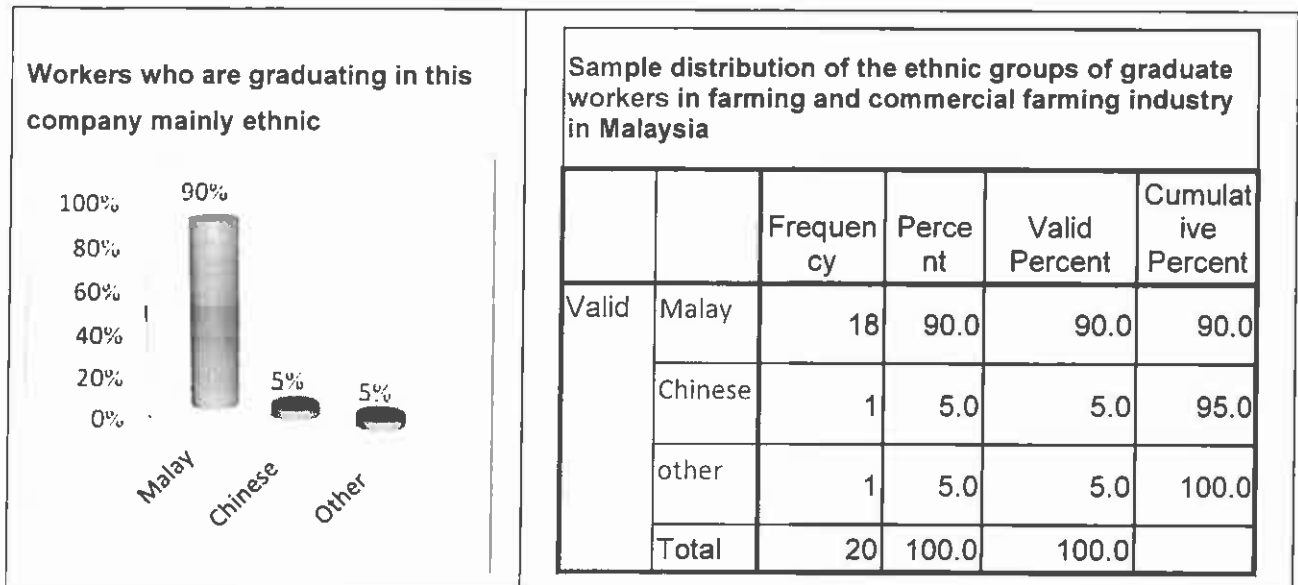 Workers who are graduating in this
company mainly ethnic
100%
80%
60%
40%
20%
0%
90%
5%
5%
Malay
Chinese
Other
Sample distribution of the ethnic groups of graduate
workers in farming and commercial farming industry
in Malaysia
Frequen
cy
Perce
nt
Valid
Percent
Cumulat
ive
Percent
Valid Malay 18 90.0 90.0 90.0
Chinese 1 5.0 5.0 95.0
other 1 5.0 5.0 100.0
Total 20 100.0 100.0